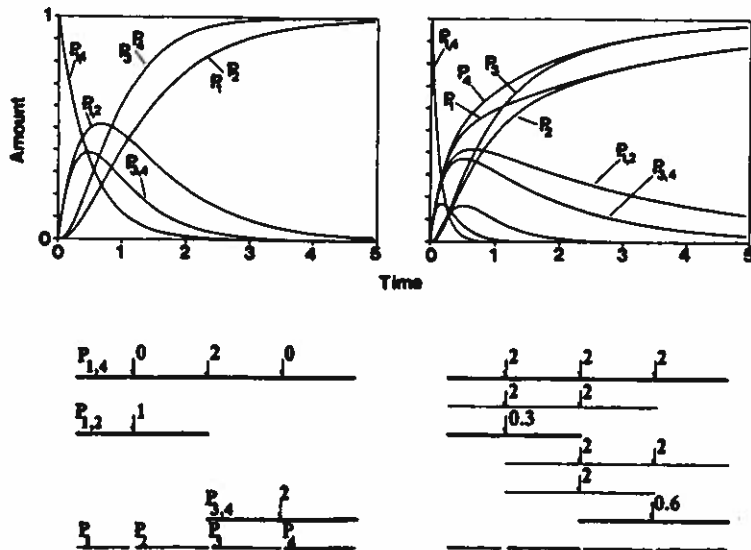 Amount
1
0
P1,4
P3 P4
P1,2
P1 P2
P3,4
0 1 2 3 4 5
P1,4
P4
P3
P1
P2
P1,2
P3,4
0 1 2 3 4 5
Time
P1,4 0 2 0
P1,2 1
P3,4 2
P1 P2 P3 P4
2 2 2
2 2
0.3
2 2
2
0.6